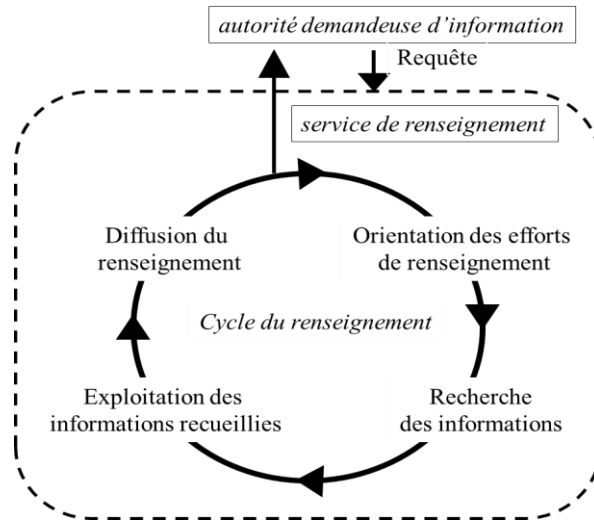 autorité demandeuse d'information
Requête
service de renseignement
Diffusion du
renseignement
Orientation des efforts
de renseignement
Cycle du renseignement
Exploitation des
informations recueillies
Recherche
des informations